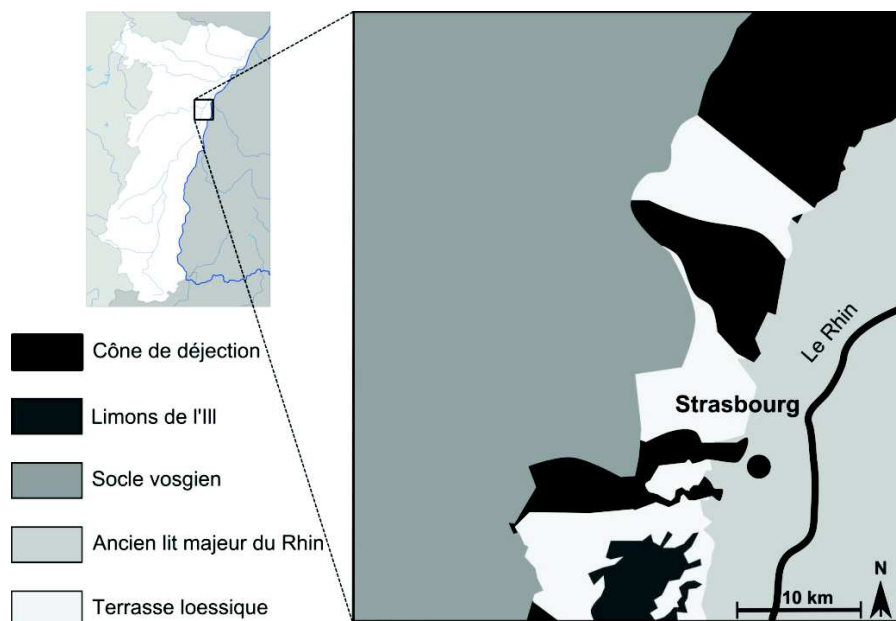 Cône de déjection
Limons de l'Ill
Socle vosgien
Ancien lit majeur du Rhin
Terrasse loessique
Le Rhin
Strasbourg
N
10 km